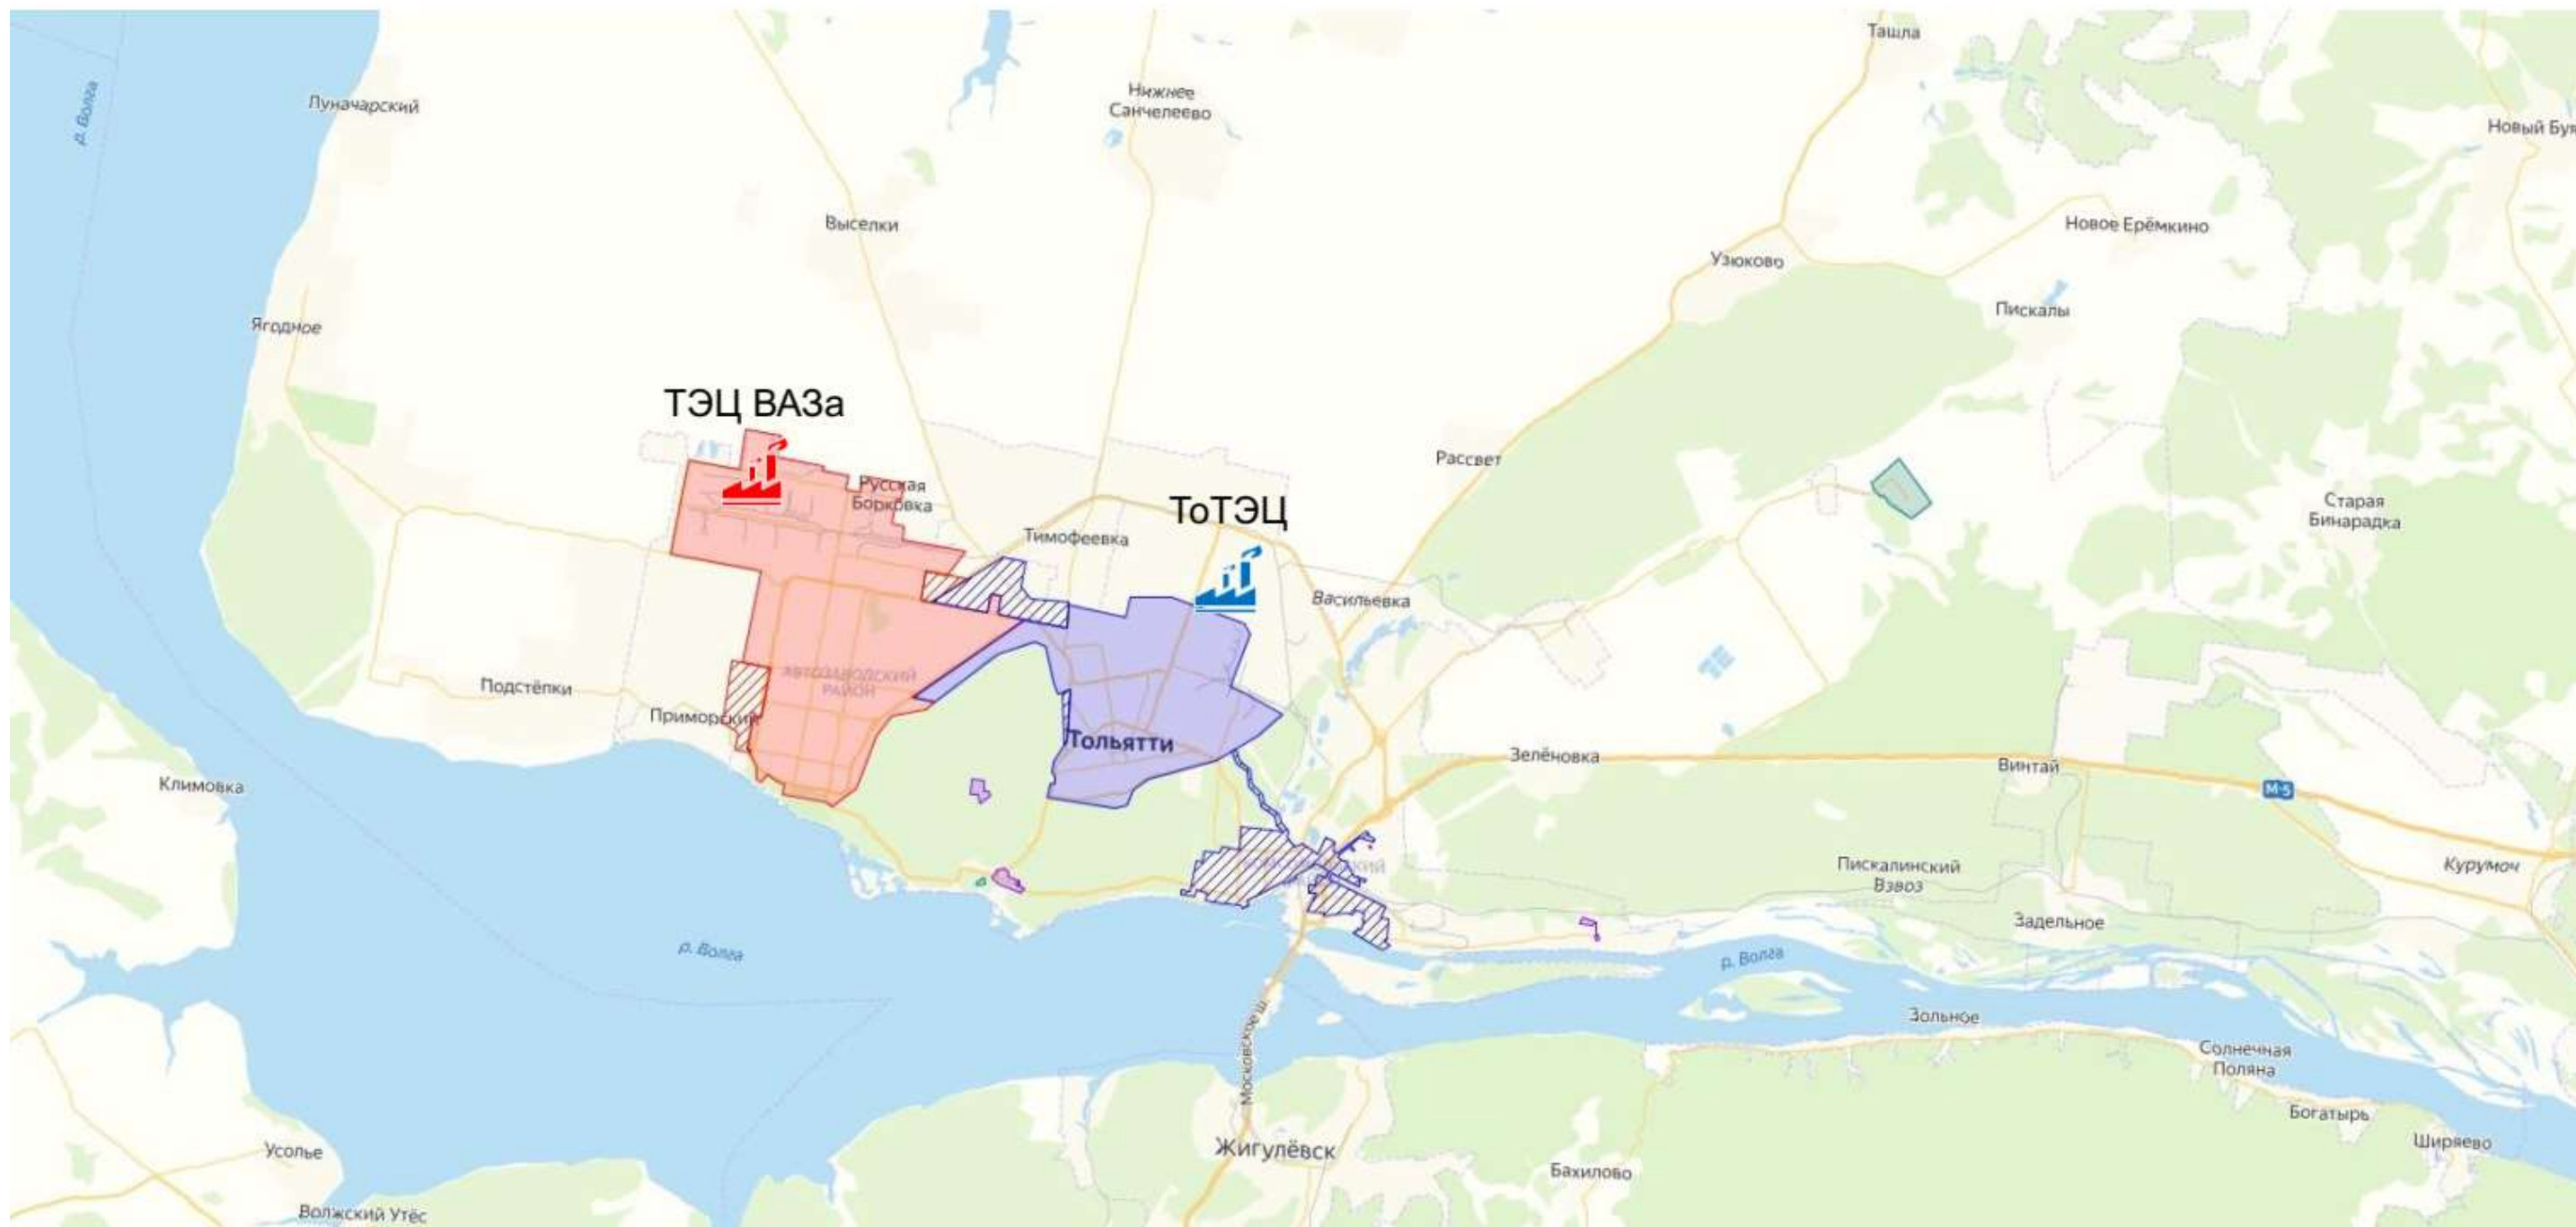 Ташла
р. Волга
Луначарский
Нижнее
Санчелеево
Выселки
Новое Ерёмкино
Узюково
Пискалы
Ягодное
ТЭЦ ВАЗа
Рассвет
Русская
Борковка
ТоТЭЦ
Старая
Бинарадка
Тимофеевка
Васильевка
АВТОЗАВОДСКИЙ
РАЙОН
Подстёпки
Приморский
Тольятти
Зелёновка
Винтай
Климовка
М-5
Пискалинский
Взвоз
Курумоч
Задельное
р. Волга
р. Волга
Зольное
Московское ш.
Солнечная
Поляна
Богатырь
Жигулёвск
Ширяево
Усолье
Бахилово
Волжский Утёс